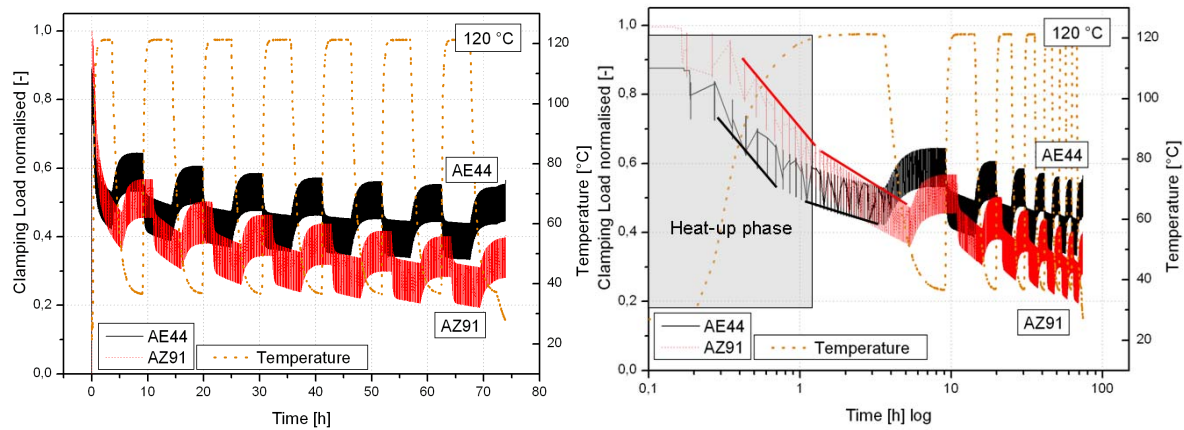 120 °C
Clamping Load normalised [-]
1,0
0,8
0,6
0,4
0,2
0,0
AE44
AZ91
AE44
AZ91
Temperature
0
10
20
30
40
50
60
70
80
Time [h]
120
100
80
60
40
20
Temperature [°C]
120 °C
Clamping Load normalised [-]
1,0
0,8
0,6
0,4
0,2
0,0
Heat-up phase
AE44
AZ91
AE44
AZ91
Temperature
0,1
1
10
100
Time [h] log
120
100
80
60
40
20
Temperature [°C]